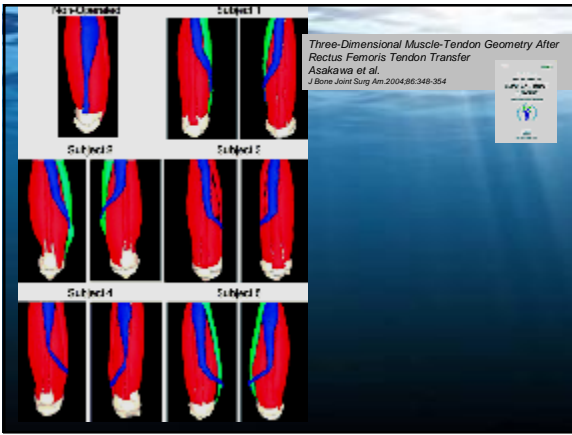 Non-Operated
Subject 1
Three-Dimensional Muscle-Tendon Geometry After
Rectus Femoris Tendon Transfer
Asakawa et al.
J Bone Joint Surg Am.2004;86:348-354
Subject 2
Subject 3
Subject 4
Subject 5